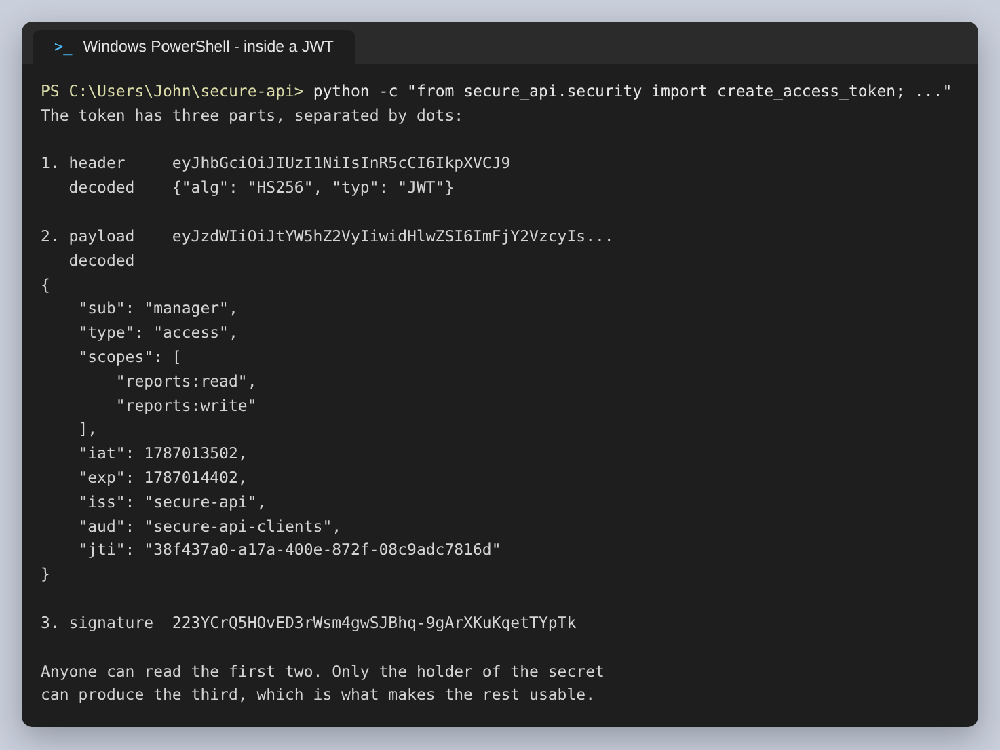 >_ Windows PowerShell - inside a JWT
PS C:\Users\John\secure-api> python -c "from secure_api.security import create_access_token; ..."
The token has three parts, separated by dots:
1. header     eyJhbGciOiJIUzI1NiIsInR5cCI6IkpXVCJ9
   decoded    {"alg": "HS256", "typ": "JWT"}
2. payload    eyJzdWIiOiJtYW5hZ2VyIiwidHlwZSI6ImFjY2VzcyIs...
   decoded
{
    "sub": "manager",
    "type": "access",
    "scopes": [
        "reports:read",
        "reports:write"
    ],
    "iat": 1787013502,
    "exp": 1787014402,
    "iss": "secure-api",
    "aud": "secure-api-clients",
    "jti": "38f437a0-a17a-400e-872f-08c9adc7816d"
}
3. signature  223YCrQ5HOvED3rWsm4gwSJBhq-9gArXKuKqetTYpTk
Anyone can read the first two. Only the holder of the secret
can produce the third, which is what makes the rest usable.